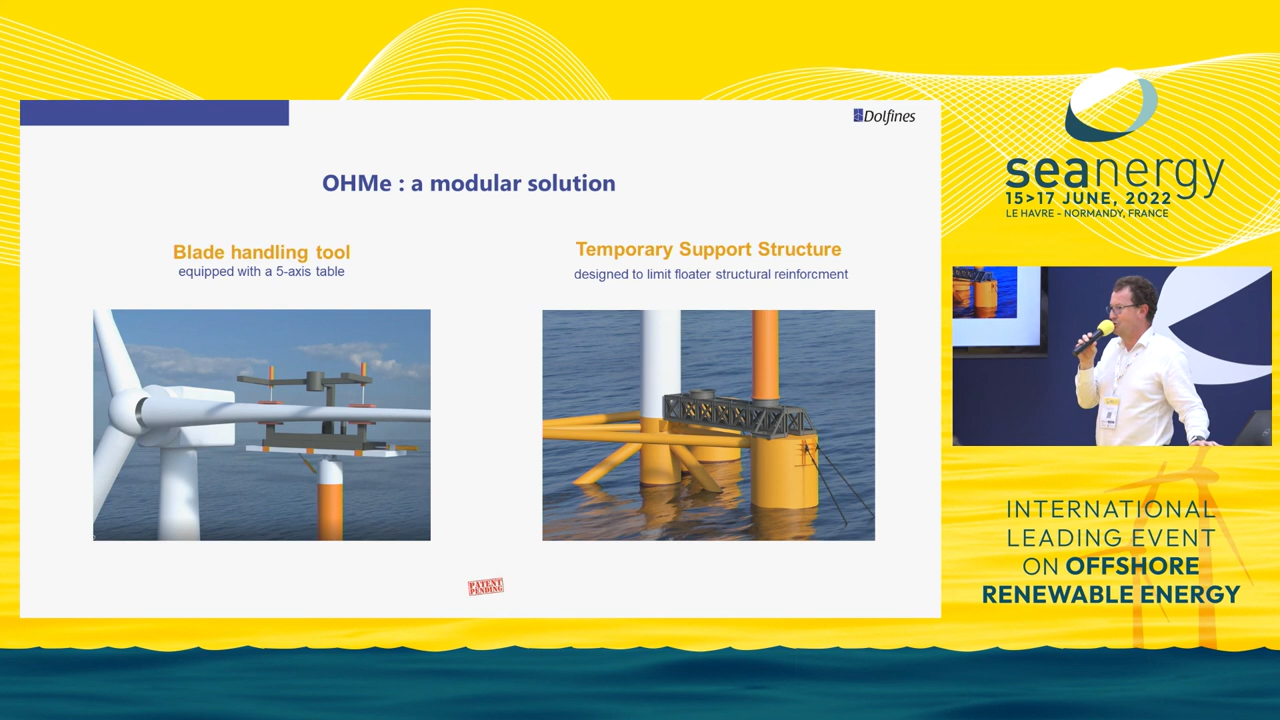 Dolfines
OHMe : a modular solution
Blade handling tool
equipped with a 5-axis table
Temporary Support Structure
designed to limit floater structural reinforcment
PATENT
PENDING
seanergy
15>17 JUNE, 2022
LE HAVRE - NORMANDY, FRANCE
INTERNATIONAL
LEADING EVENT
ON OFFSHORE
RENEWABLE ENERGY